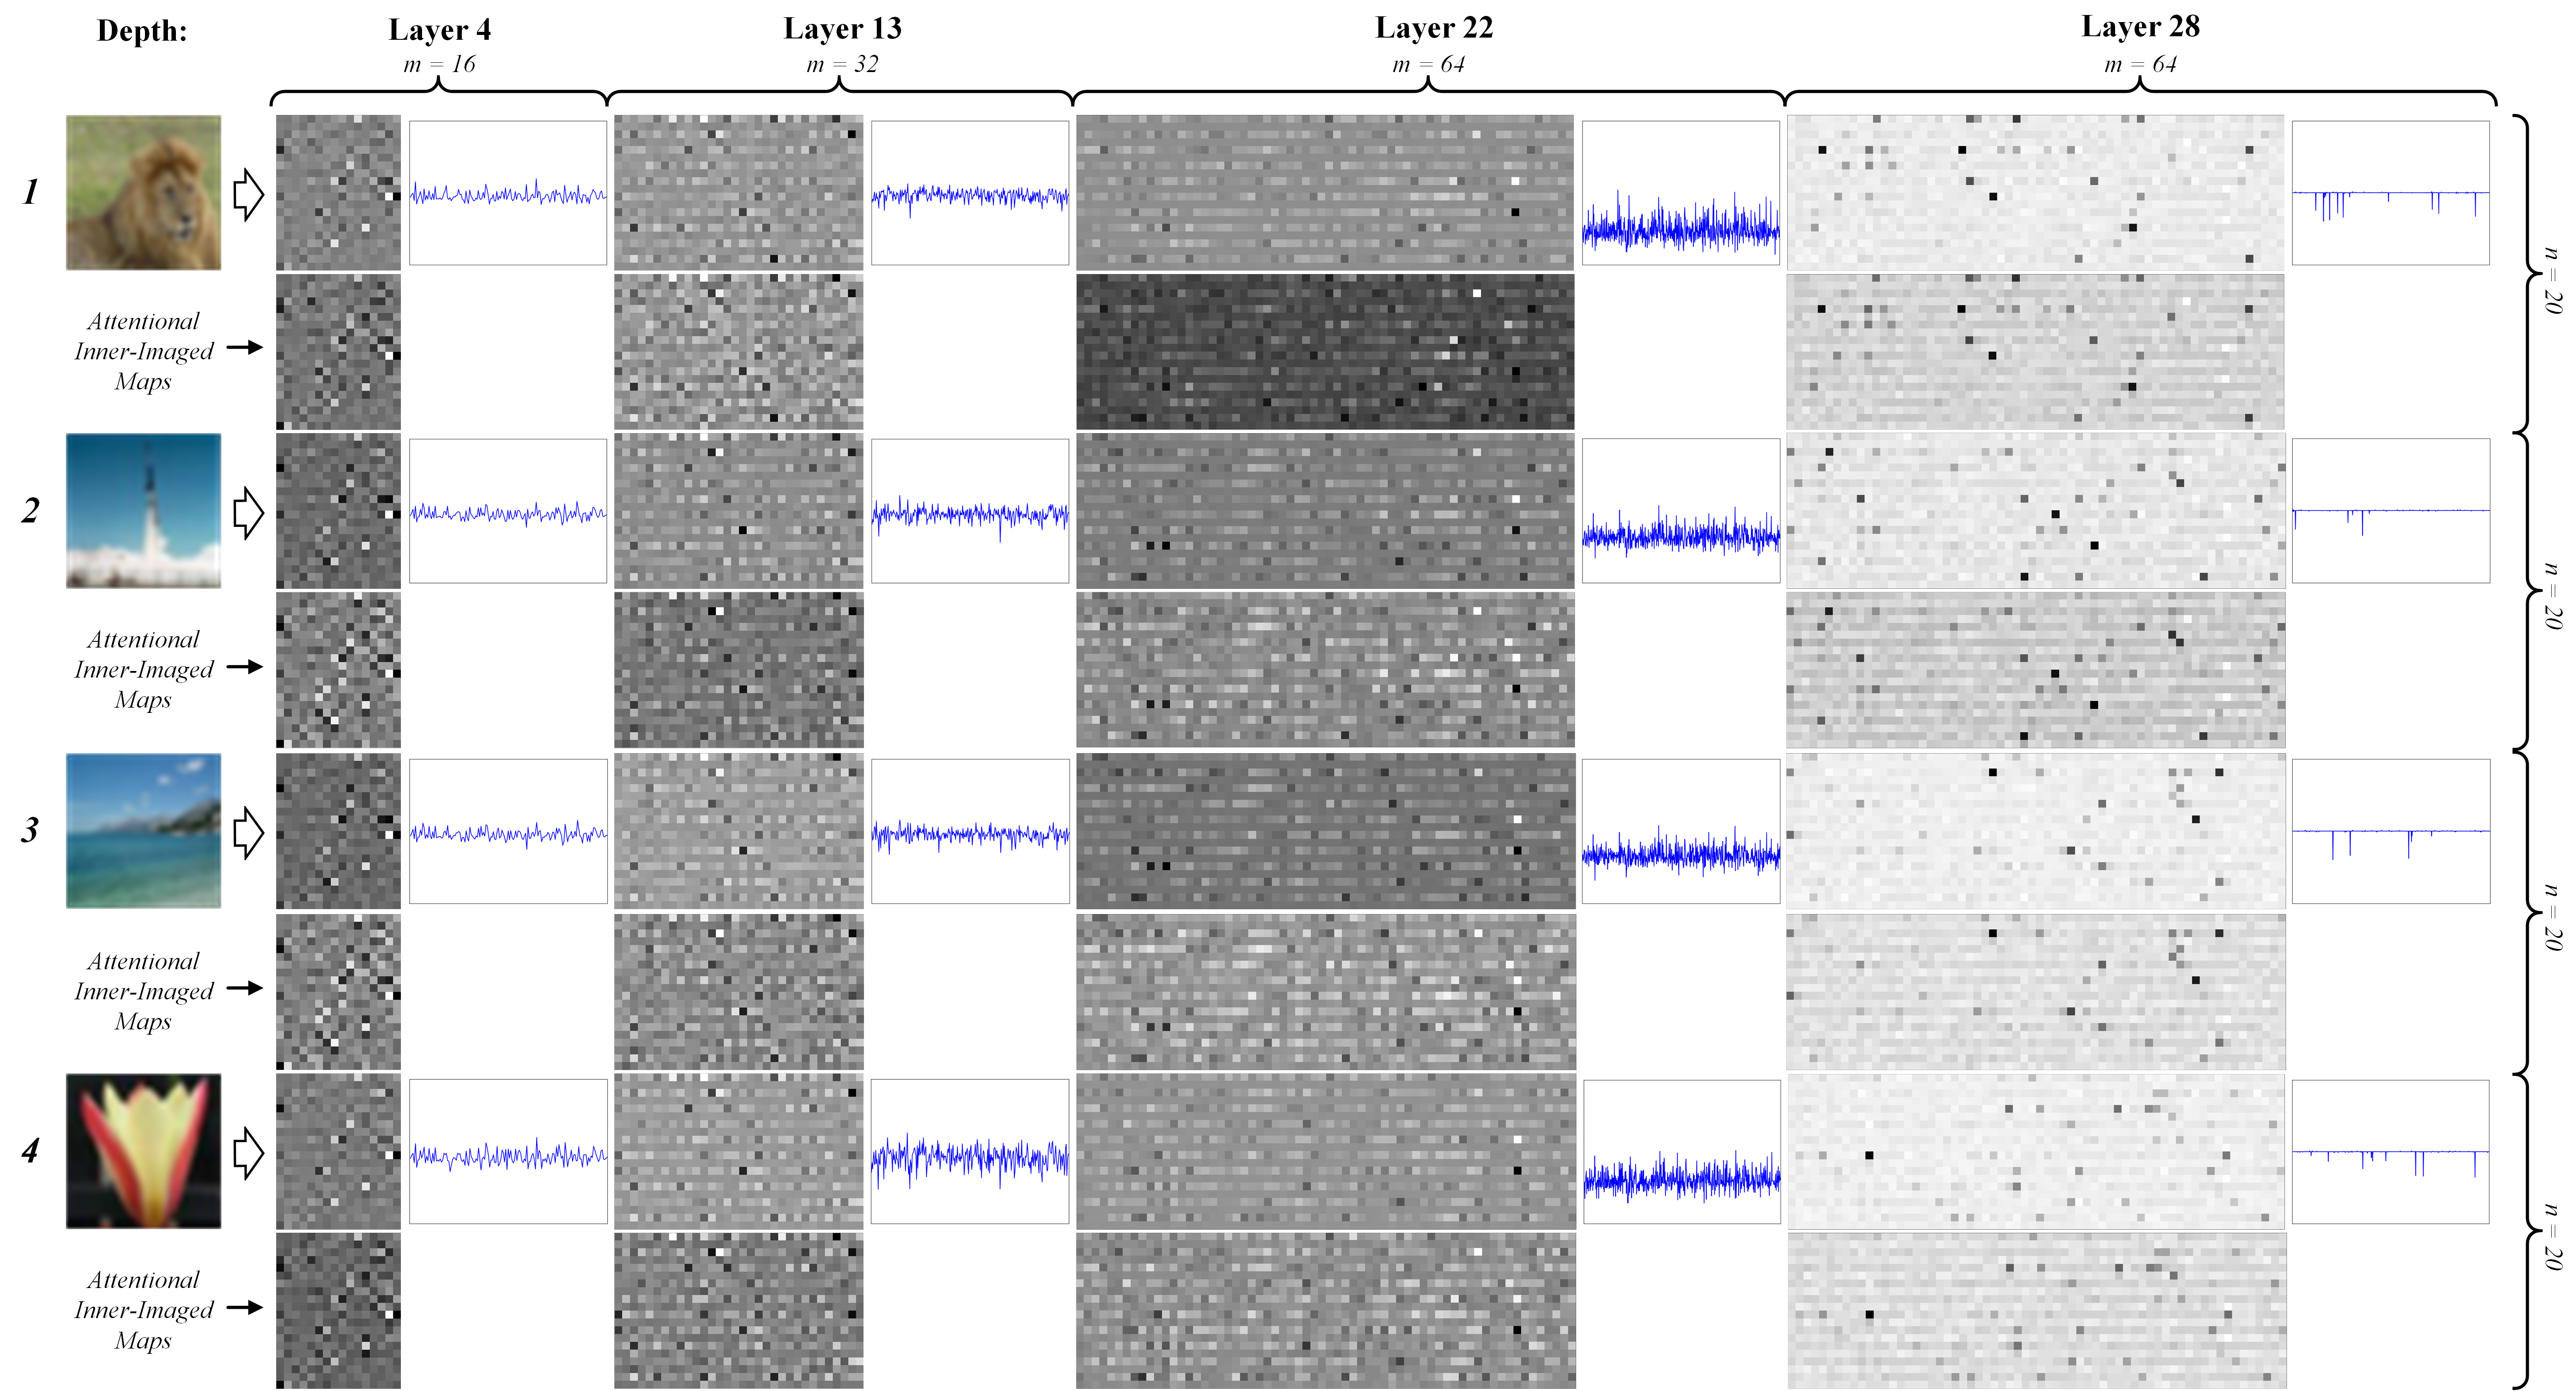 Depth:
Layer 4
Layer 13
Layer 22
Layer 28
m = 16
m = 32
m = 64
m = 64
1
n = 20
Attentional
Inner-Imaged
Maps
2
n = 20
Attentional
Inner-Imaged
Maps
3
n = 20
Attentional
Inner-Imaged
Maps
4
n = 20
Attentional
Inner-Imaged
Maps